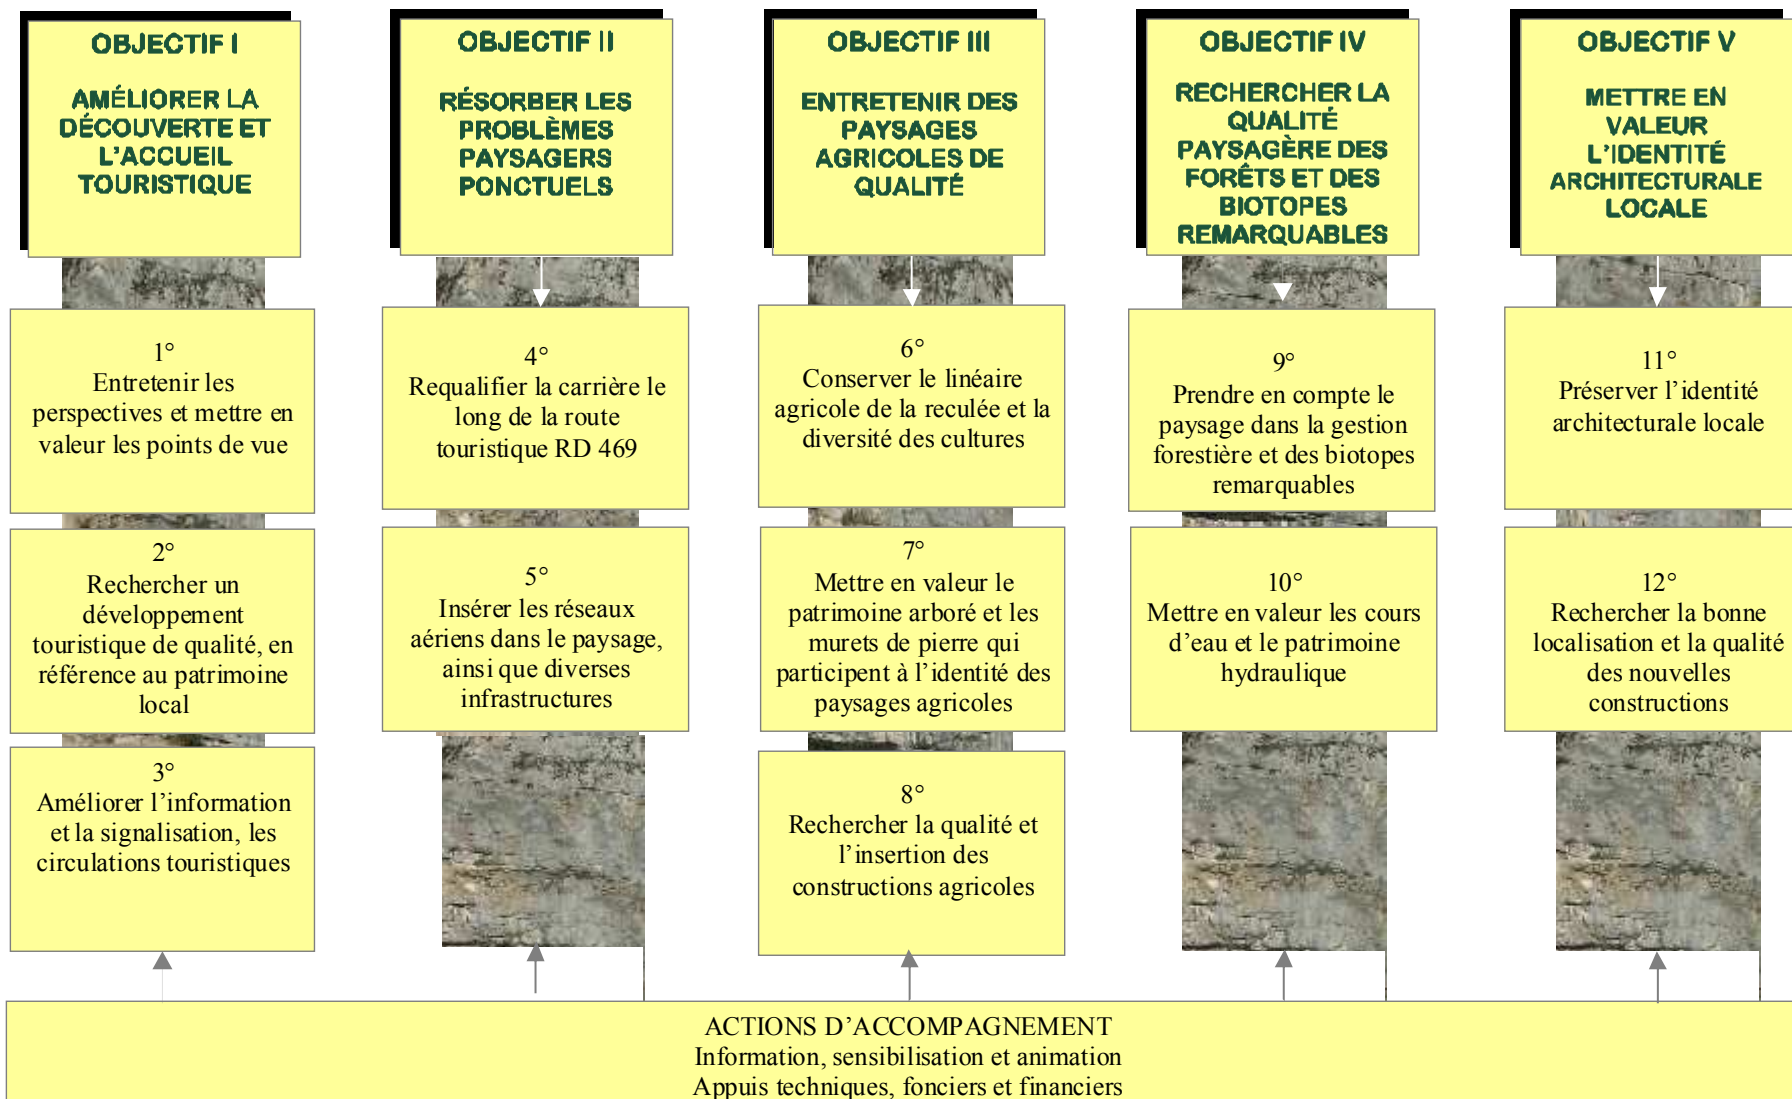 OBJECTIF I
AMÉLIORER LA
DÉCOUVERTE ET
L'ACCUEIL
TOURISTIQUE
1°
Entretenir les
perspectives et mettre en
valeur les points de vue
2°
Rechercher un
développement
touristique de qualité, en
référence au patrimoine
local
3°
Améliorer l'information
et la signalisation, les
circulations touristiques
OBJECTIF II
RÉSORBER LES
PROBLÈMES
PAYSAGERS
PONCTUELS
4°
Requalifier la carrière le
long de la route
touristique RD 469
5°
Insérer les réseaux
aériens dans le paysage,
ainsi que diverses
infrastructures
OBJECTIF III
ENTRETENIR DES
PAYSAGES
AGRICOLES DE
QUALITÉ
6°
Conserver le linéaire
agricole de la reculée et la
diversité des cultures
7°
Mettre en valeur le
patrimoine arboré et les
murets de pierre qui
participent à l'identité des
paysages agricoles
8°
Rechercher la qualité et
l'insertion des
constructions agricoles
OBJECTIF IV
RECHERCHER LA
QUALITÉ
PAYSAGÈRE DES
FORÊTS ET DES
BIOTOPES
REMARQUABLES
9°
Prendre en compte le
paysage dans la gestion
forestière et des biotopes
remarquables
10°
Mettre en valeur les cours
d'eau et le patrimoine
hydraulique
OBJECTIF V
METTRE EN
VALEUR
L'IDENTITÉ
ARCHITECTURALE
LOCALE
11°
Préserver l'identité
architecturale locale
12°
Rechercher la bonne
localisation et la qualité
des nouvelles
constructions
ACTIONS D'ACCOMPAGNEMENT
Information, sensibilisation et animation
Appuis techniques, fonciers et financiers